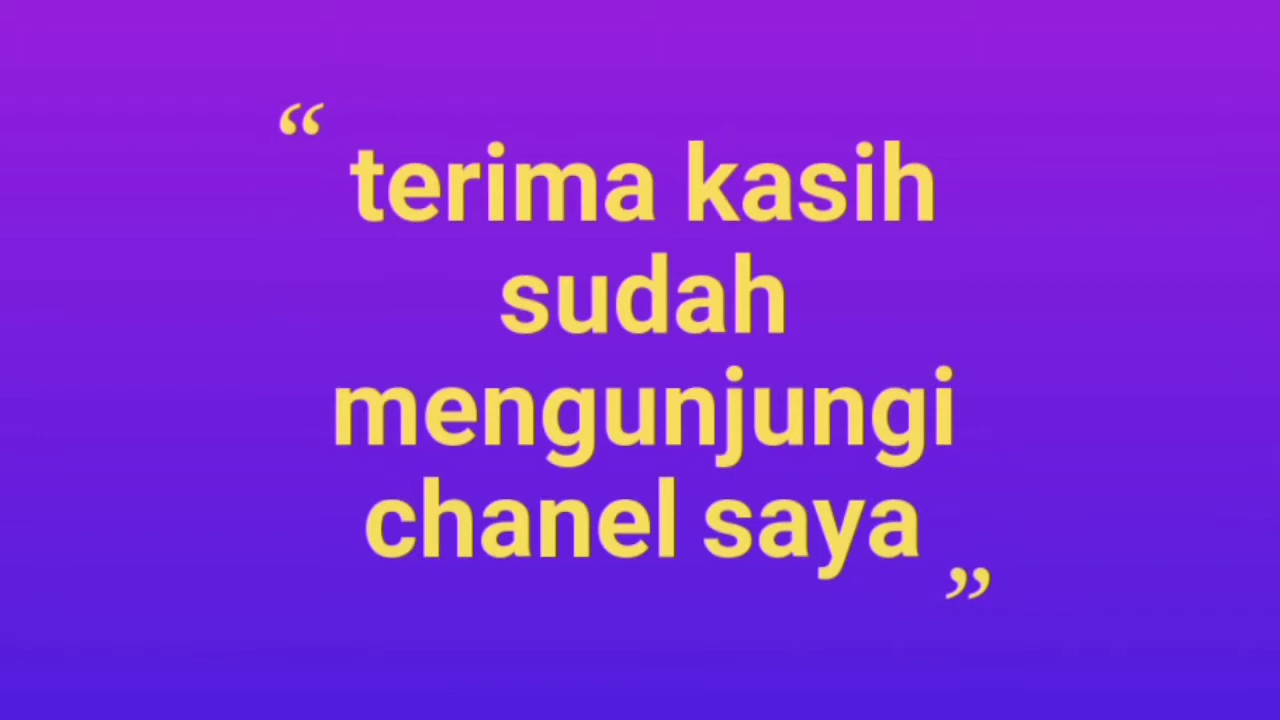 “ terima kasih
sudah
mengunjungi
chanel saya ”